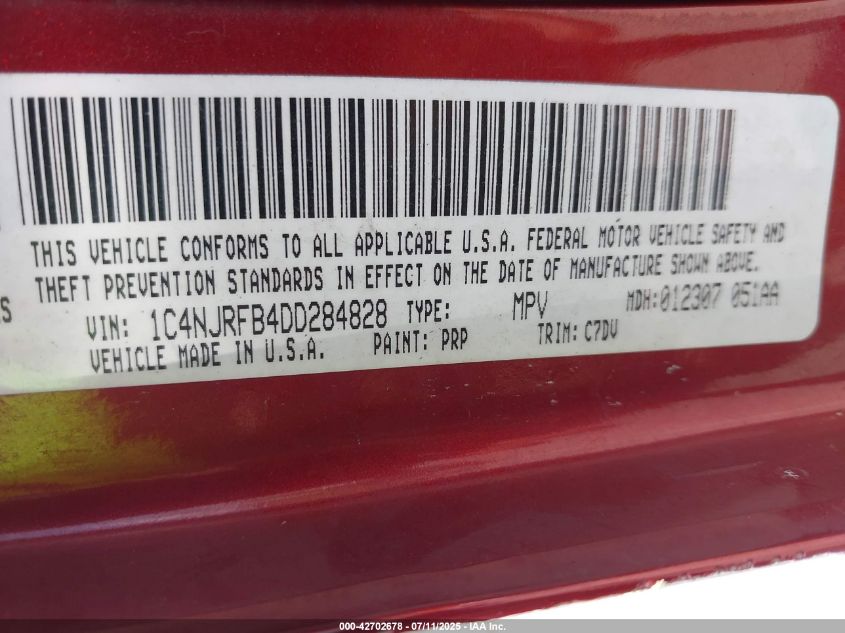 THIS VEHICLE CONFORMS TO ALL APPLICABLE U.S.A. FEDERAL MOTOR VEHICLE SAFETY AND
THEFT PREVENTION STANDARDS IN EFFECT ON THE DATE OF MANUFACTURE SHOWN ABOVE.
VIN: 1C4NJRFB4DD284828 TYPE: MPV MDH:012307 051AA
VEHICLE MADE IN U.S.A. PAINT: PRP TRIM: C7DV
000-42702678 - 07/11/2025 - IAA Inc.